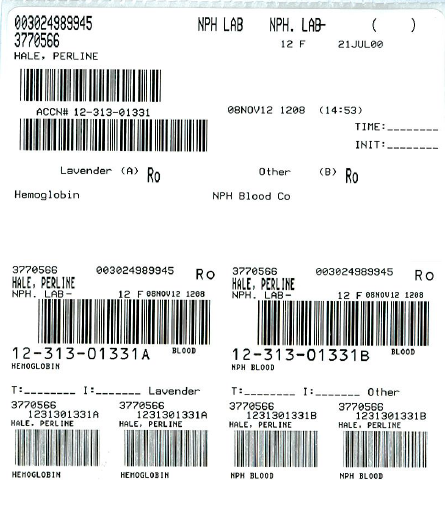 003024989945 NPH LAB NPH. LAB- ( )
3770566 12 F 21JUL00
HALE, PERLINE
ACCN# 12-313-01331 08NOV12 1208 (14:53)
TIME:________
INIT:________
Lavender (A) Ro Other (B) Ro
Hemoglobin NPH Blood Co
3770566 003024989945 Ro
HALE, PERLINE
NPH. LAB- 12 F 08NOV12 1208
12-313-01331A BLOOD
HEMOGLOBIN
T:_______ I:______ Lavender
3770566 3770566
1231301331A 1231301331A
HALE, PERLINE HALE, PERLINE
HEMOGLOBIN HEMOGLOBIN
3770566 003024989945 Ro
HALE, PERLINE
NPH. LAB- 12 F 08NOV12 1208
12-313-01331B BLOOD
NPH BLOOD
T:_______ I:______ Other
3770566 3770566
1231301331B 1231301331B
HALE, PERLINE HALE, PERLINE
NPH BLOOD NPH BLOOD